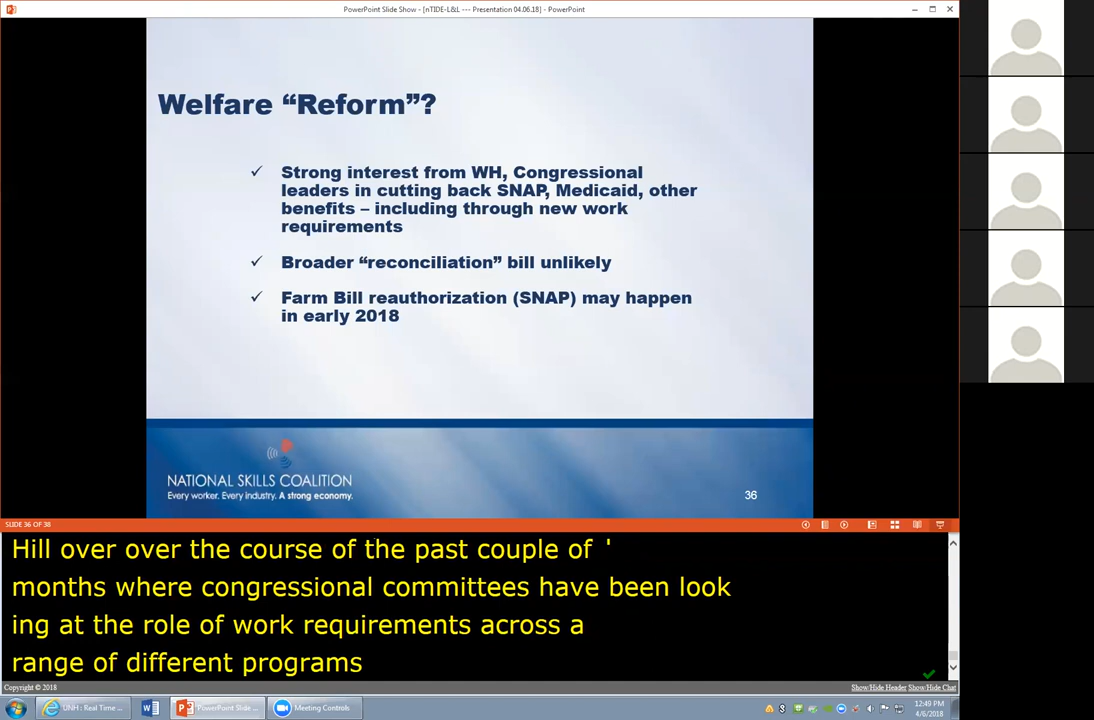 PowerPoint Slide Show - [nTIDE-L&L --- Presentation 04.06.18] - PowerPoint
Welfare “Reform”?
✓ Strong interest from WH, Congressional
leaders in cutting back SNAP, Medicaid, other
benefits – including through new work
requirements
✓ Broader “reconciliation” bill unlikely
✓ Farm Bill reauthorization (SNAP) may happen
in early 2018
NATIONAL SKILLS COALITION
Every worker. Every industry. A strong economy.
36
SLIDE 36 OF 38
Hill over over the course of the past couple of '
months where congressional committees have been look
ing at the role of work requirements across a
range of different programs
Copyright © 2018
Show/Hide Header Show/Hide Chat
UNH : Real Time ...
PowerPoint Slide ...
Meeting Controls
12:49 PM
4/6/2018